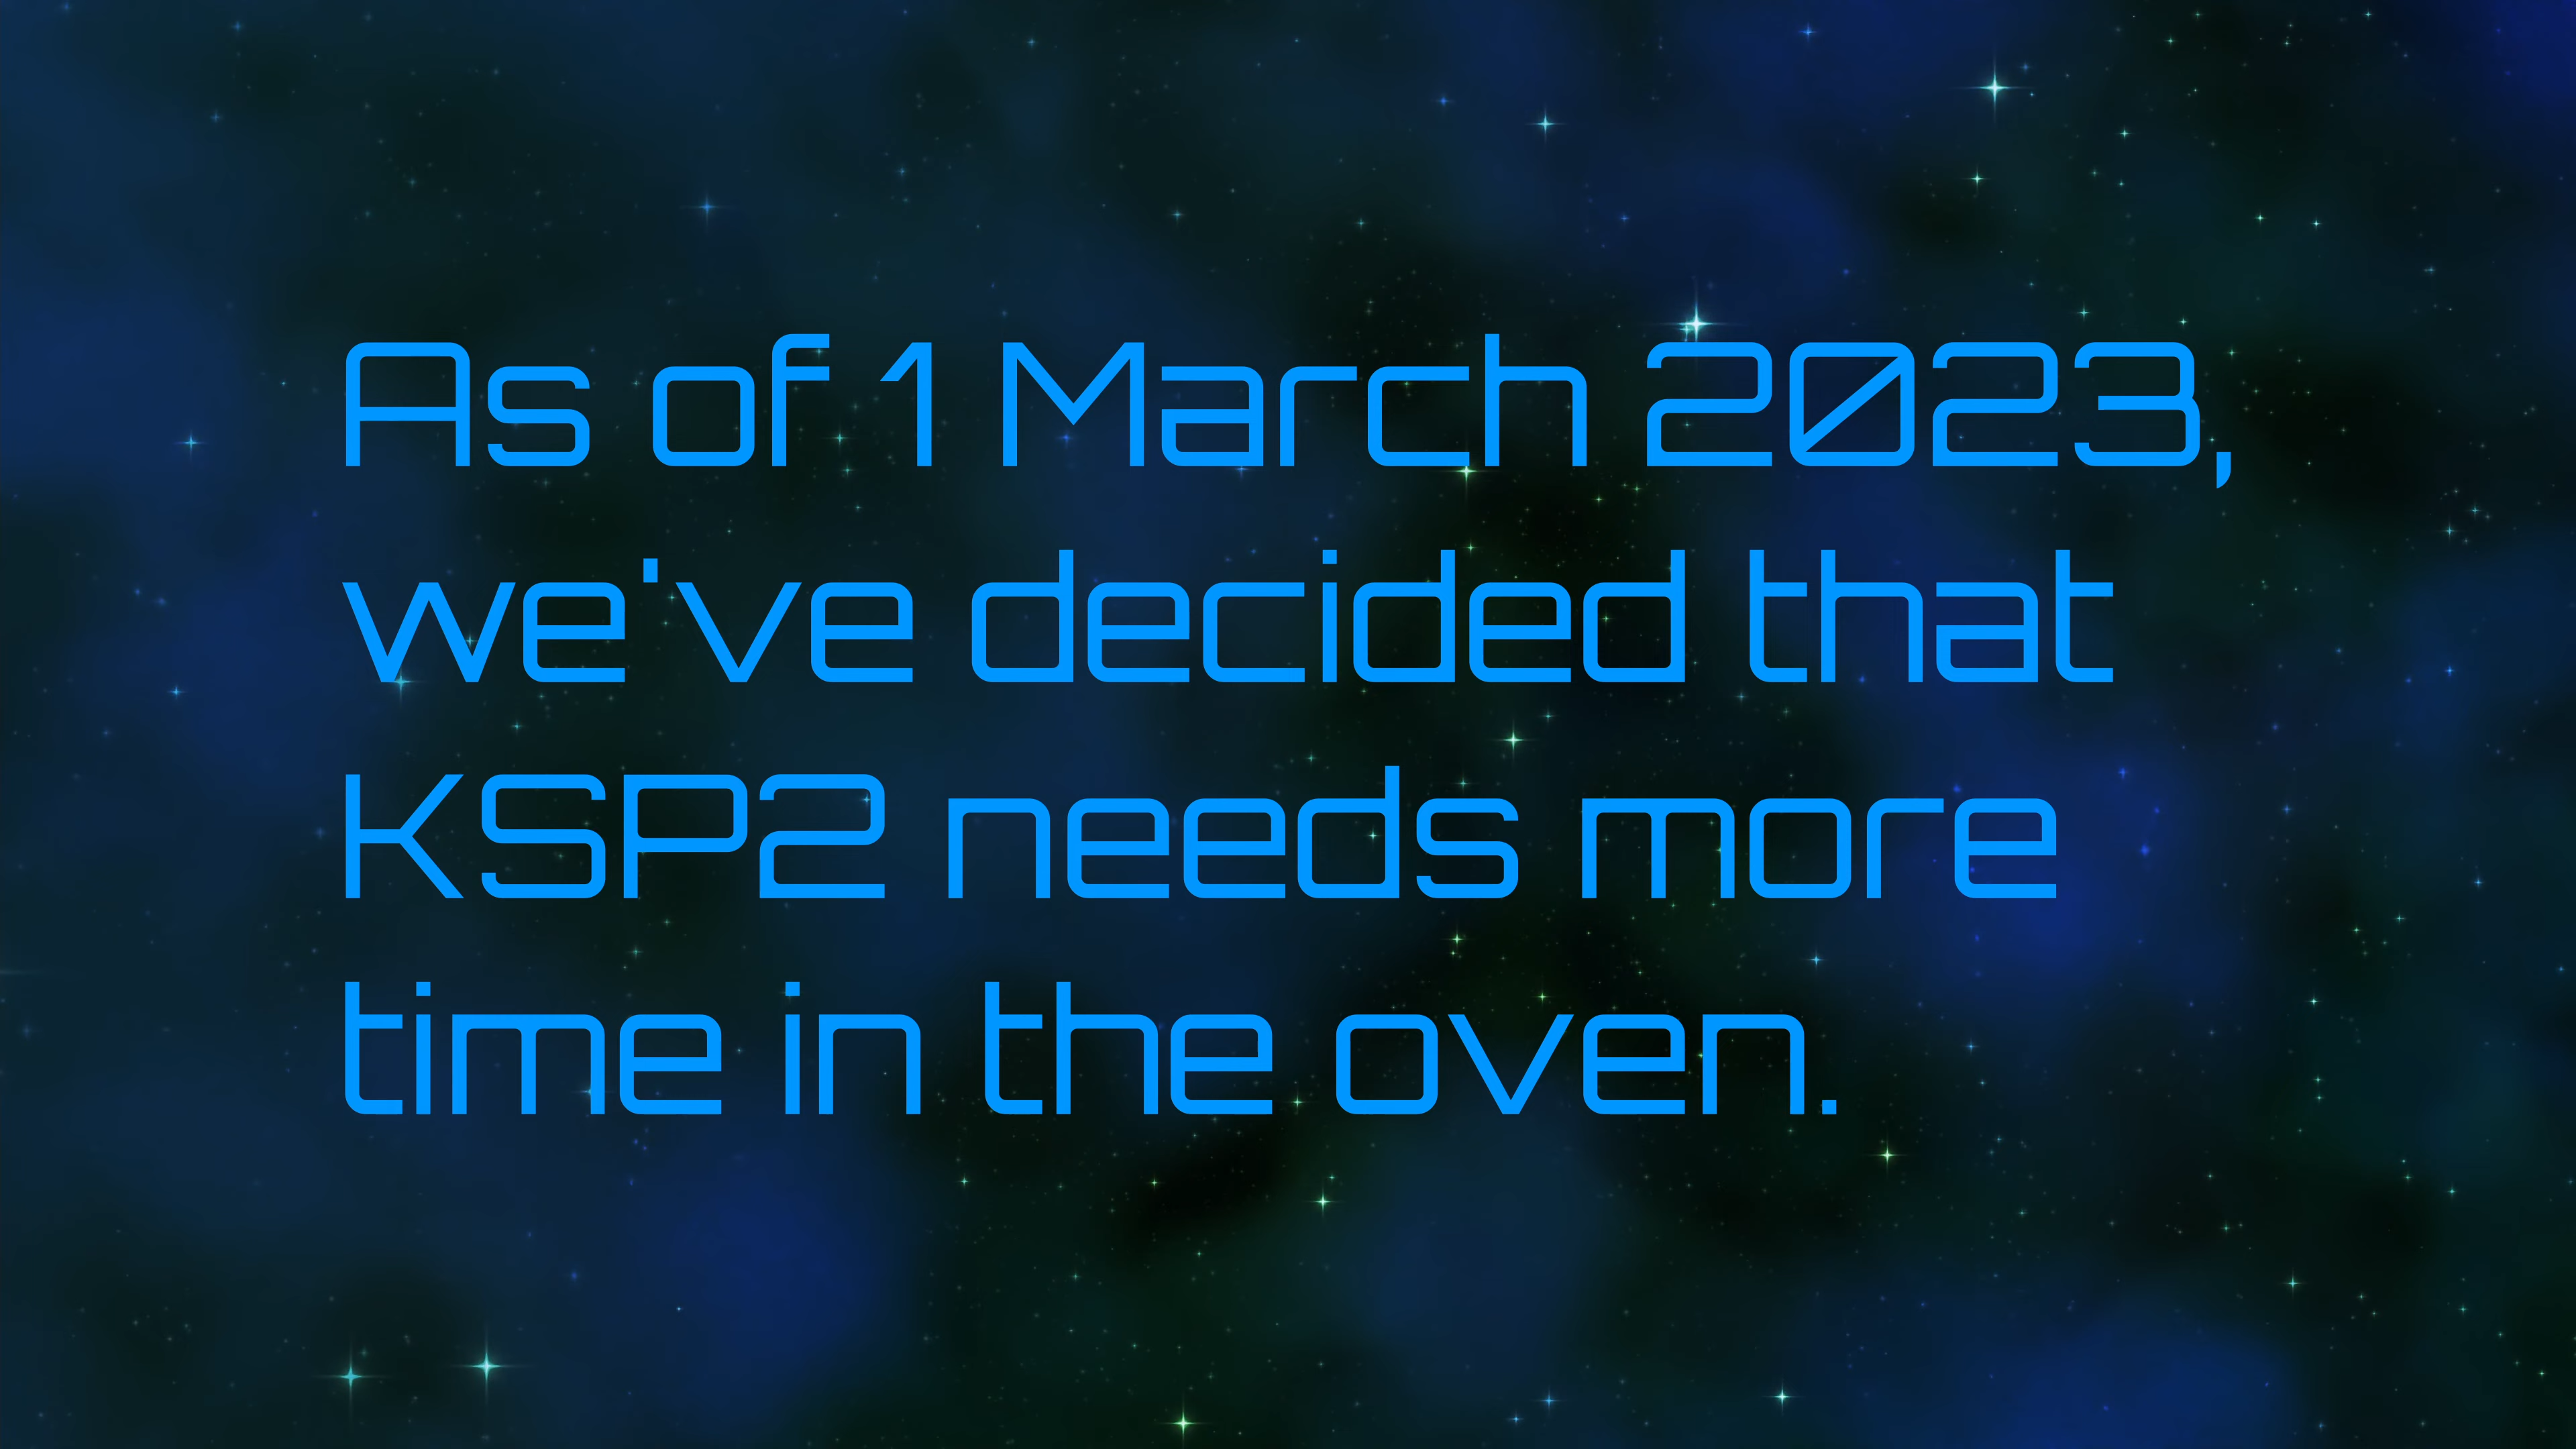 As of 1 March 2023,
we've decided that
KSP2 needs more
time in the oven.